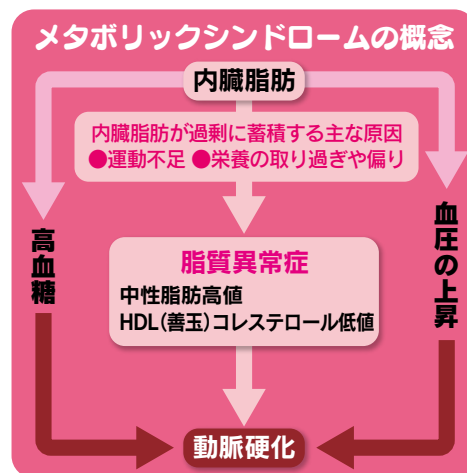 メタボリックシンドロームの概念
内臓脂肪
内臓脂肪が過剰に蓄積する主な原因
●運動不足 ●栄養の取り過ぎや偏り
高血糖
脂質異常症
中性脂肪高値
HDL(善玉)コレステロール低値
血圧の上昇
動脈硬化